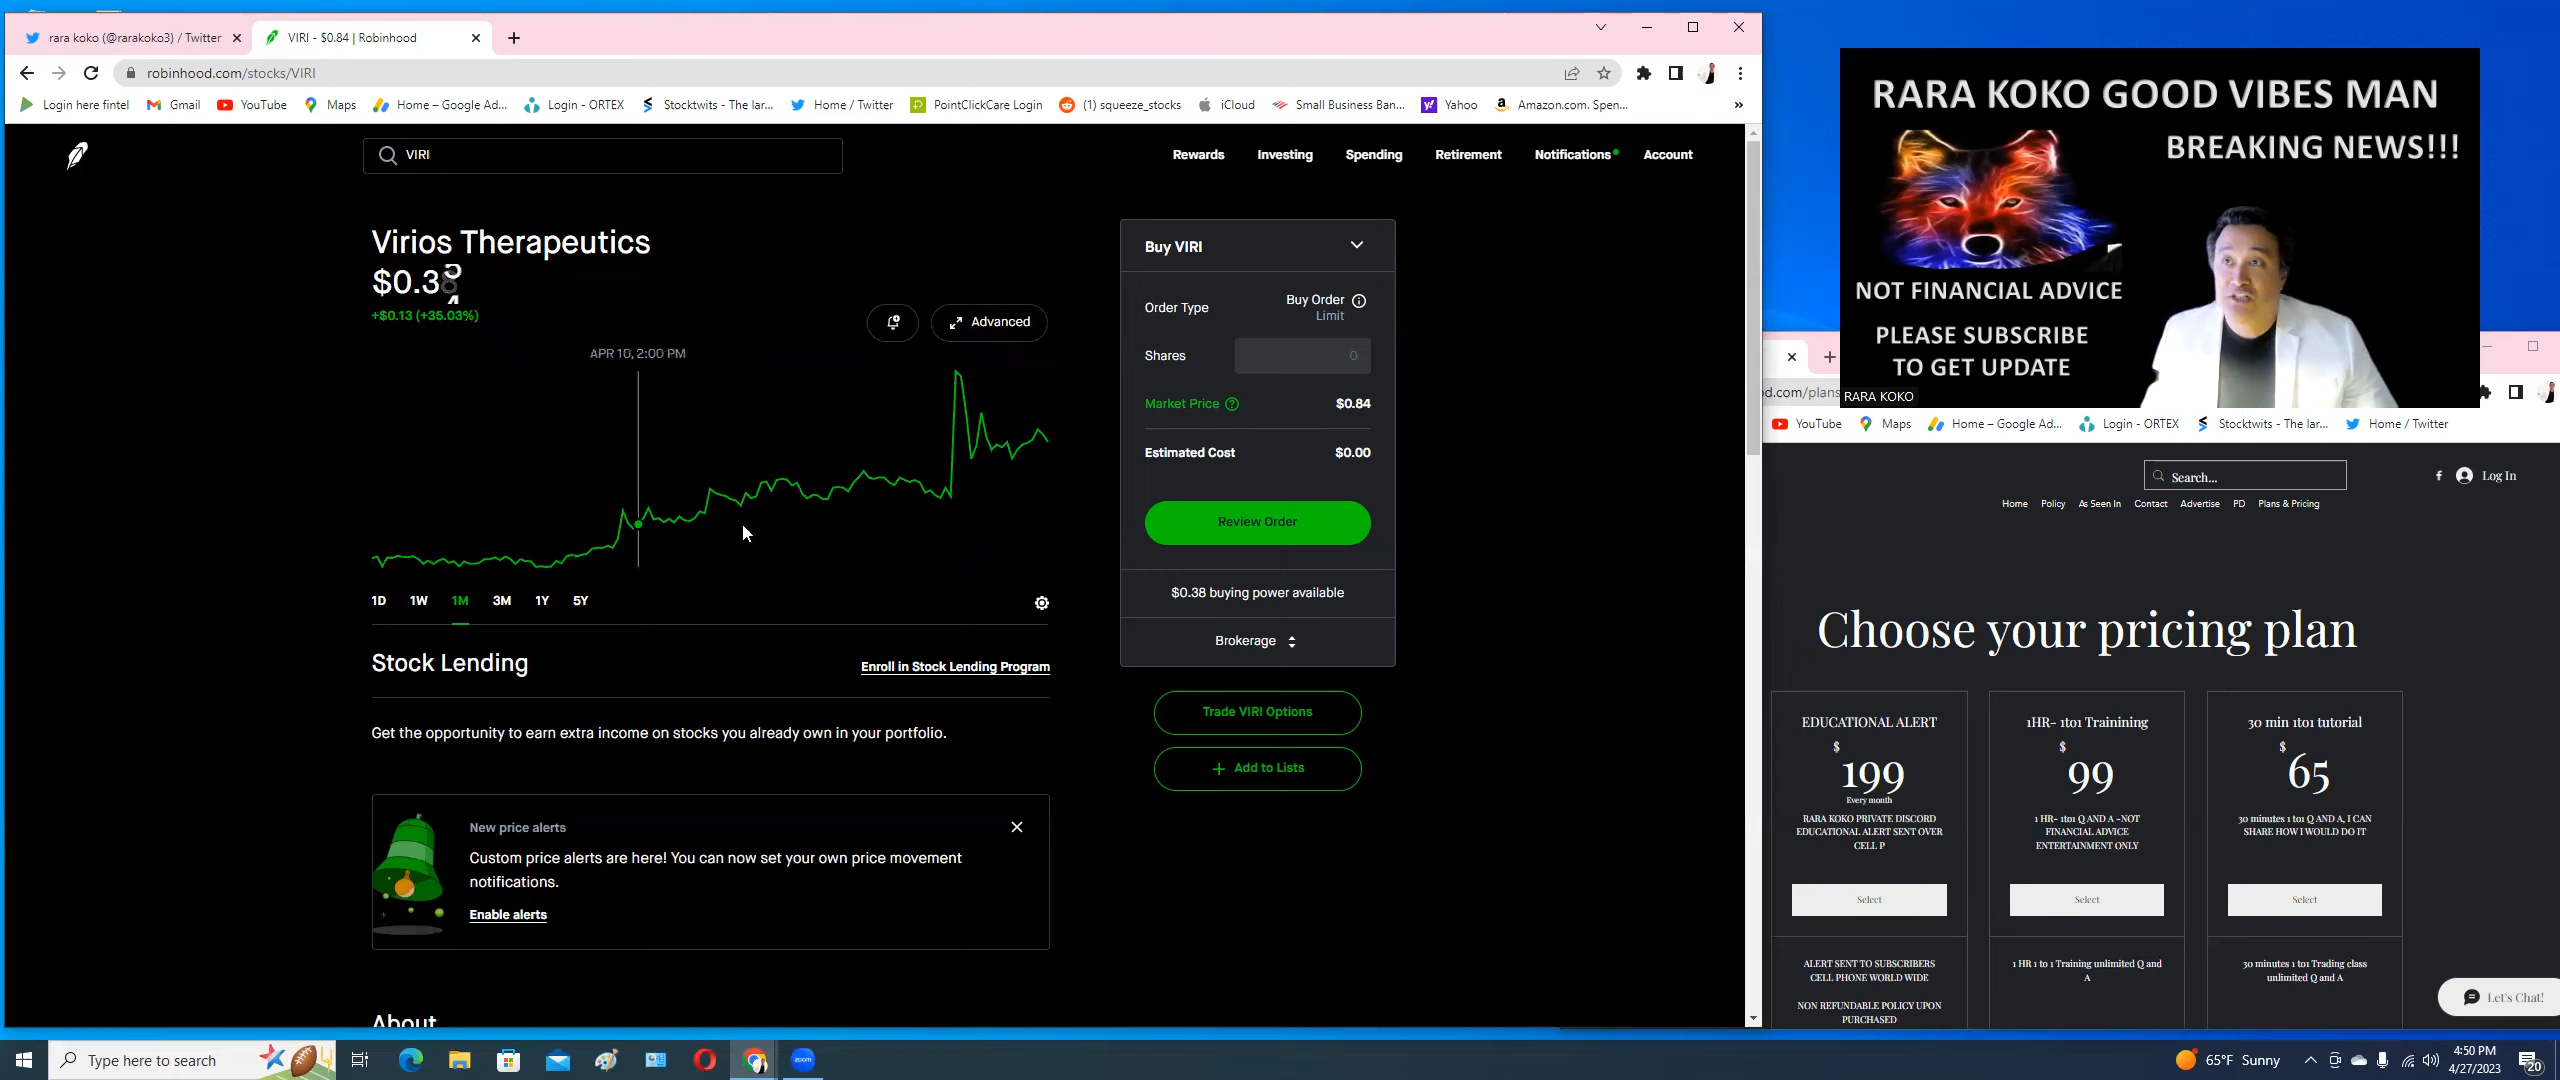 rara koko (@rarakoko3) / Twitter
VIRI - $0.84 | Robinhood
robinhood.com/stocks/VIRI
Login here fintel
Gmail
YouTube
Maps
Home – Google Ad...
Login - ORTEX
Stocktwits - The lar...
Home / Twitter
PointClickCare Login
(1) squeeze_stocks
iCloud
Small Business Ban...
Yahoo
Amazon.com. Spen...
»
VIRI
Rewards
Investing
Spending
Retirement
Notifications
Account
Virios Therapeutics
$0.3
+$0.13 (+35.03%)
Advanced
APR 10, 2:00 PM
1D
1W
1M
3M
1Y
5Y
Stock Lending
Enroll in Stock Lending Program
Get the opportunity to earn extra income on stocks you already own in your portfolio.
New price alerts
Custom price alerts are here! You can now set your own price movement
notifications.
Enable alerts
About
Buy VIRI
Order Type
Buy Order
Limit
Shares
0
Market Price
$0.84
Estimated Cost
$0.00
Review Order
$0.38 buying power available
Brokerage
Trade VIRI Options
Add to Lists
RARA KOKO GOOD VIBES MAN
BREAKING NEWS!!!
NOT FINANCIAL ADVICE
PLEASE SUBSCRIBE
TO GET UPDATE
RARA KOKO
d.com/plans
YouTube
Maps
Home – Google Ad...
Login - ORTEX
Stocktwits - The lar...
Home / Twitter
Search...
Log In
Home
Policy
As Seen In
Contact
Advertise
PD
Plans & Pricing
Choose your pricing plan
EDUCATIONAL ALERT
$
199
Every month
RARA KOKO PRIVATE DISCORD
EDUCATIONAL ALERT SENT OVER
CELL P
Select
ALERT SENT TO SUBSCRIBERS
CELL PHONE WORLD WIDE
NON REFUNDABLE POLICY UPON
PURCHASED
1HR- 1to1 Trainining
$
99
1 HR- 1to1 Q AND A -NOT
FINANCIAL ADVICE
ENTERTAINMENT ONLY
Select
1 HR 1 to 1 Training unlimited Q and
A
30 min 1to1 tutorial
$
65
30 minutes 1 to1 Q AND A, I CAN
SHARE HOW I WOULD DO IT
Select
30 minutes 1 to1 Trading class
unlimited Q and A
Let's Chat!
Type here to search
zoom
65°F Sunny
4:50 PM
4/27/2023
20